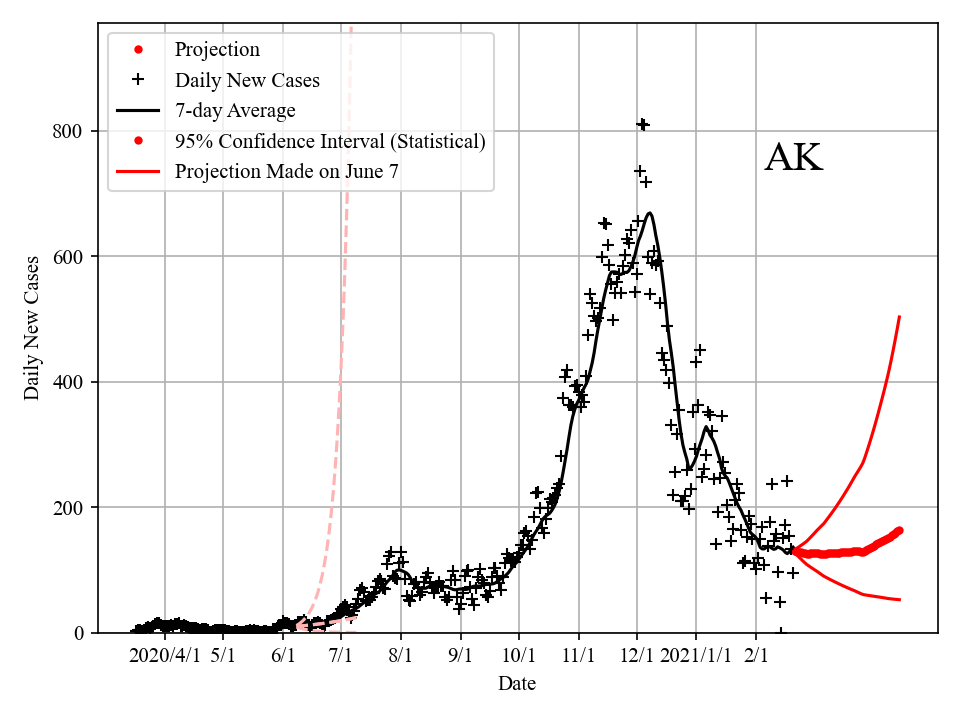 Projection
Daily New Cases
7-day Average
95% Confidence Interval (Statistical)
Projection Made on June 7
AK
Daily New Cases
800
600
400
200
0
2020/4/1 5/1 6/1 7/1 8/1 9/1 10/1 11/1 12/1 2021/1/1 2/1
Date